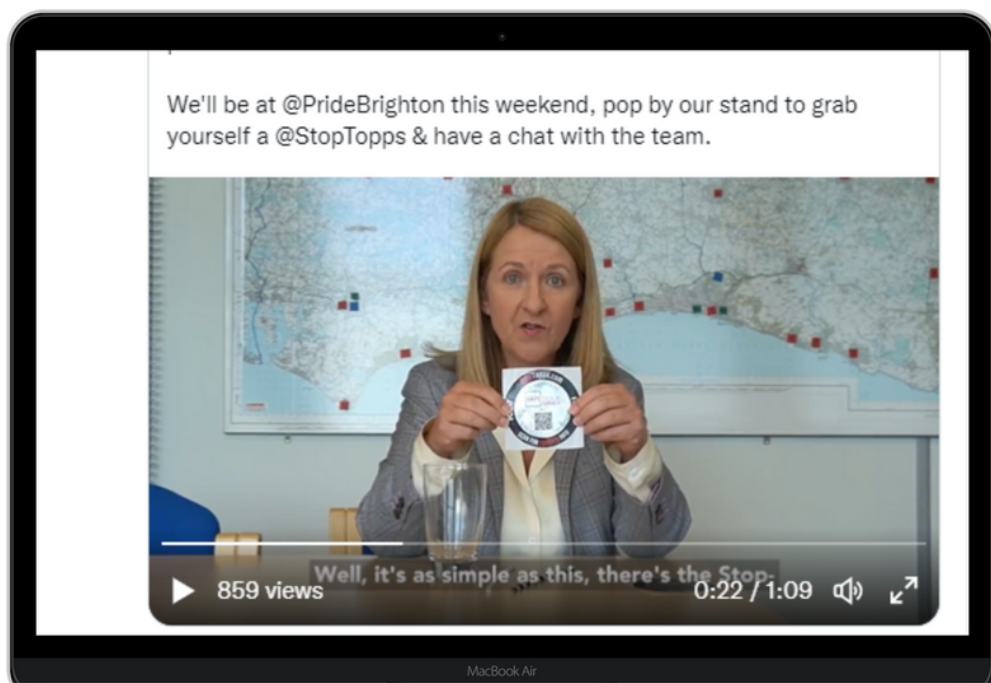 We'll be at @PrideBrighton this weekend, pop by our stand to grab
yourself a @StopTopps & have a chat with the team.
Well, it's as simple as this, there's the Stop-
859 views
0:22 / 1:09
MacBook Air